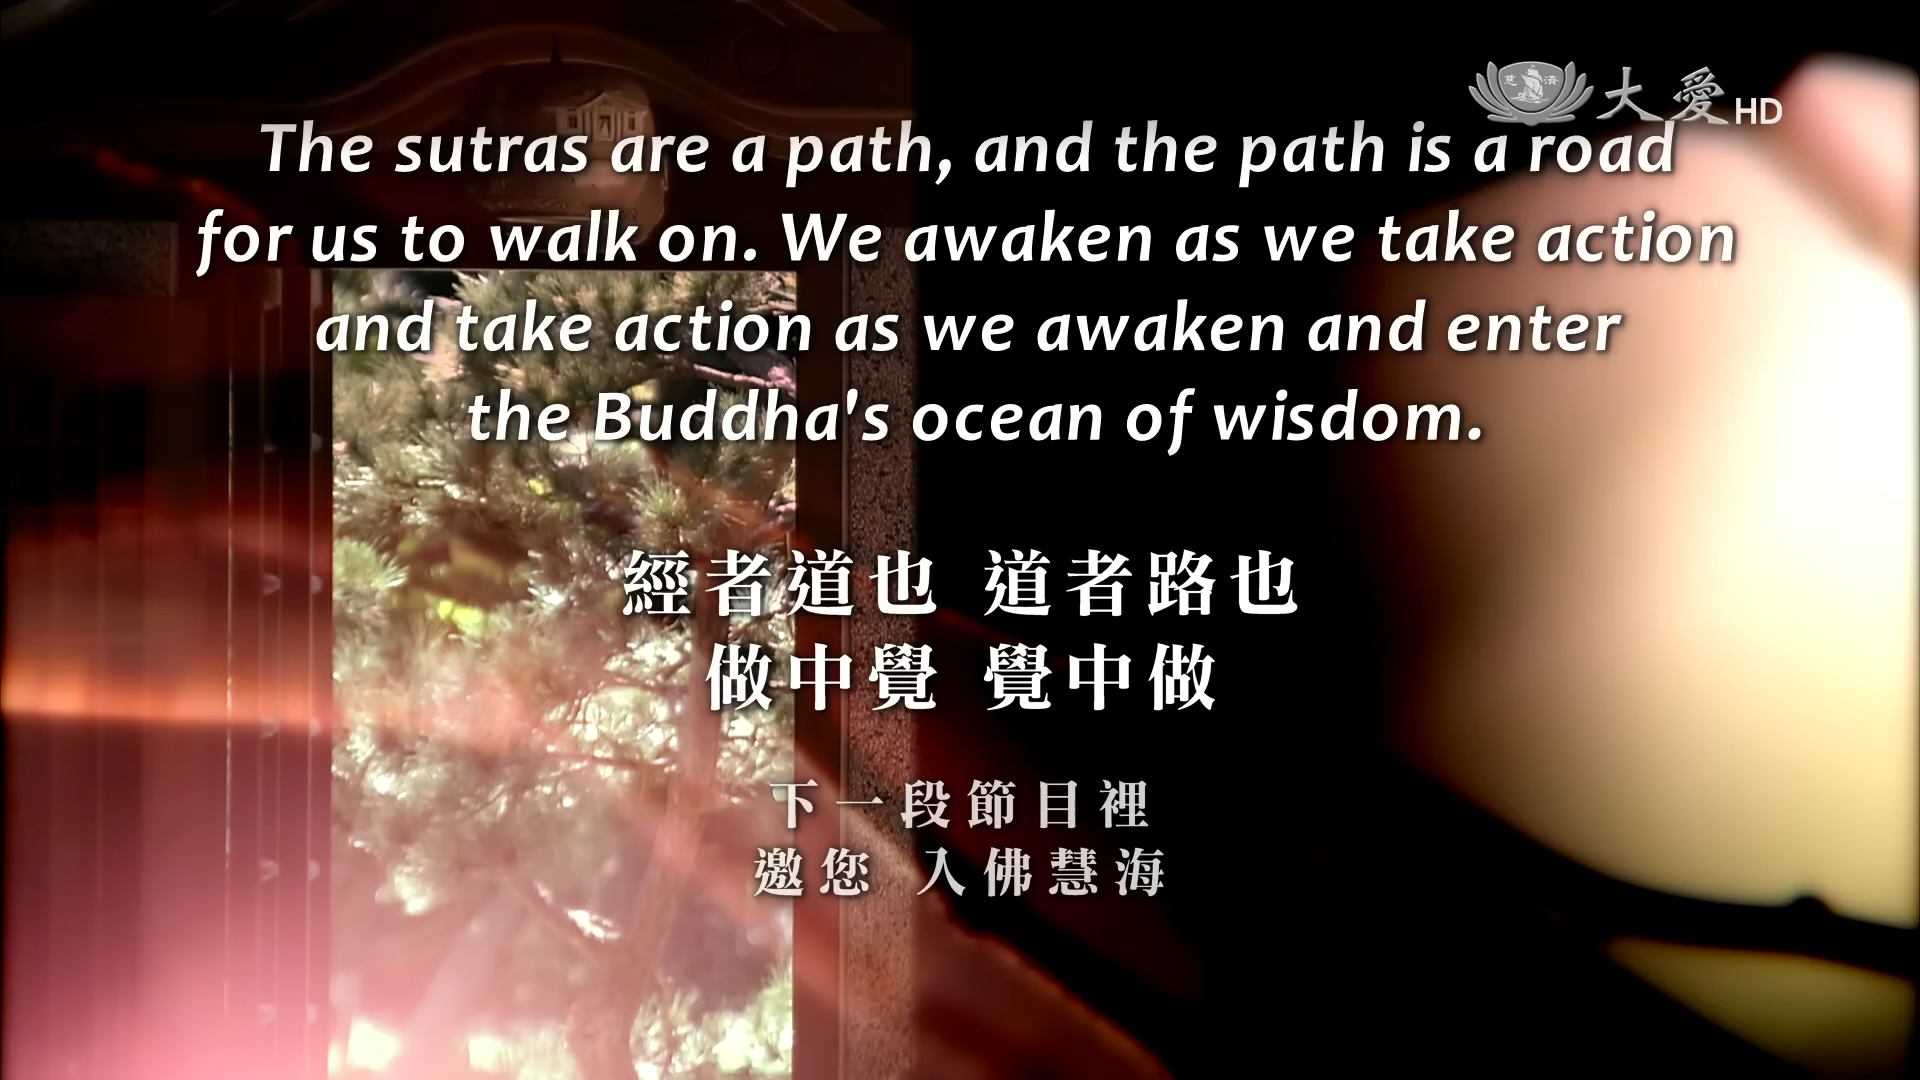 大愛HD
The sutras are a path, and the path is a road
for us to walk on. We awaken as we take action
and take action as we awaken and enter
the Buddha's ocean of wisdom.
經者道也 道者路也
做中覺 覺中做
下一段節目裡
邀您 入佛慧海